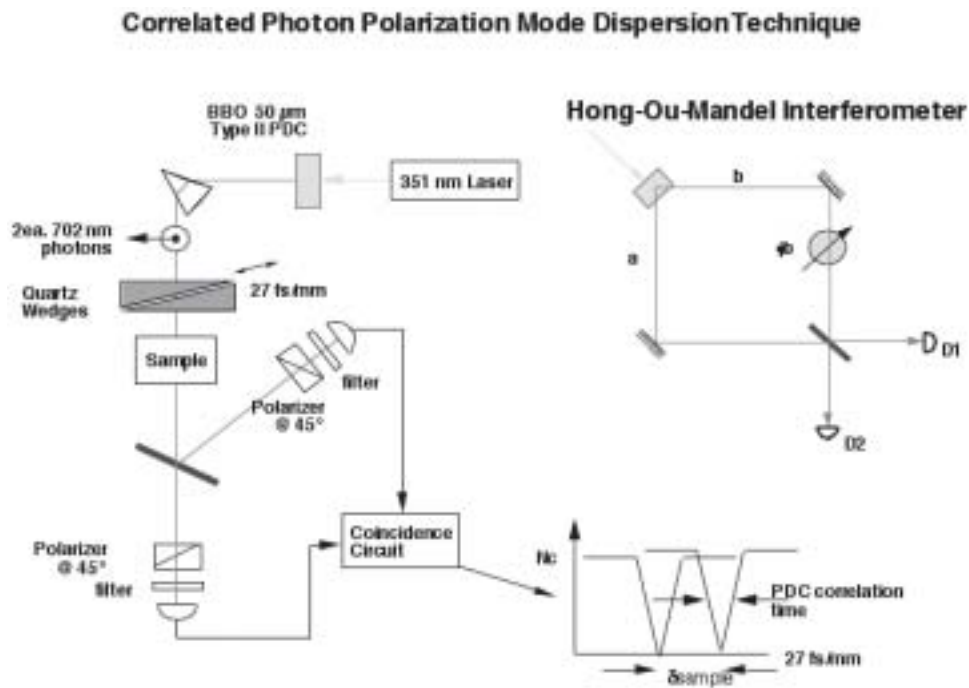 Correlated Photon Polarization Mode Dispersion Technique
BBO 50 µm
Type II PDC
351 nm Laser
2ea. 702 nm
photons
Quartz
Wedges
27 fs/mm
Sample
filter
Polarizer
@ 45°
Polarizer
@ 45°
filter
Coincidence
Circuit
Hong-Ou-Mandel Interferometer
b
a
D1
D2
Nc
PDC correlation
time
27 fs/mm
δsample